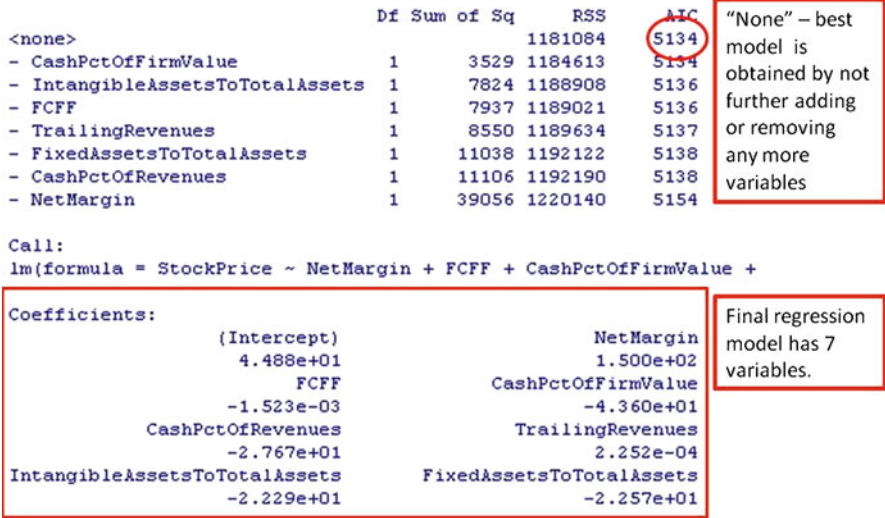 Df Sum of Sq RSS AIC
<none> 1181084 5134
- CashPctOfFirmValue 1 3529 1184613 5134
- IntangibleAssetsToTotalAssets 1 7824 1188908 5136
- FCFF 1 7937 1189021 5136
- TrailingRevenues 1 8550 1189634 5137
- FixedAssetsToTotalAssets 1 11038 1192122 5138
- CashPctOfRevenues 1 11106 1192190 5138
- NetMargin 1 39056 1220140 5154
“None” – best
model is
obtained by not
further adding
or removing
any more
variables
Call:
lm(formula = StockPrice ~ NetMargin + FCFF + CashPctOfFirmValue +
Coefficients:
(Intercept) NetMargin
4.488e+01 1.500e+02
FCFF CashPctOfFirmValue
-1.523e-03 -4.360e+01
CashPctOfRevenues TrailingRevenues
-2.767e+01 2.252e-04
IntangibleAssetsToTotalAssets FixedAssetsToTotalAssets
-2.229e+01 -2.257e+01
Final regression
model has 7
variables.